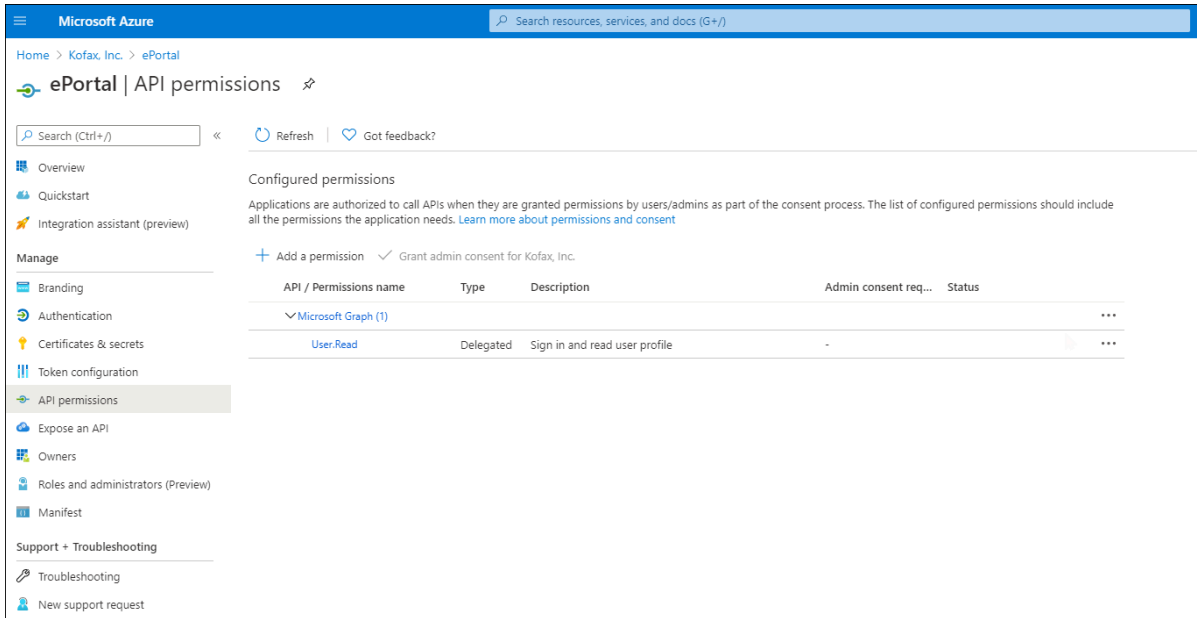 Microsoft Azure
Search resources, services, and docs (G+/)
Home > Kofax, Inc. > ePortal
ePortal | API permissions
Search (Ctrl+/)
«
Refresh
Got feedback?
Overview
Quickstart
Integration assistant (preview)
Manage
Branding
Authentication
Certificates & secrets
Token configuration
API permissions
Expose an API
Owners
Roles and administrators (Preview)
Manifest
Support + Troubleshooting
Troubleshooting
New support request
Configured permissions
Applications are authorized to call APIs when they are granted permissions by users/admins as part of the consent process. The list of configured permissions should include
all the permissions the application needs. Learn more about permissions and consent
+ Add a permission ✓ Grant admin consent for Kofax, Inc.
API / Permissions name Type Description Admin consent req... Status
Microsoft Graph (1) ...
User.Read Delegated Sign in and read user profile - ...